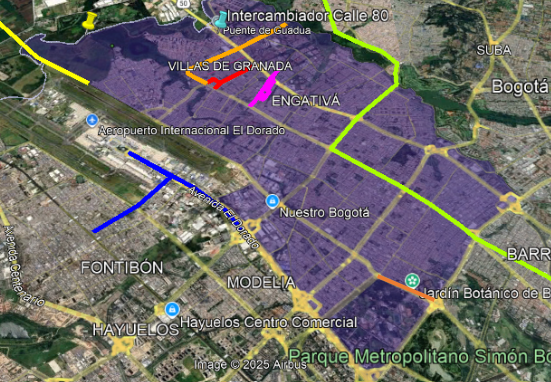 80
Intercambiador Calle 80
Puente de Guadua
SUBA
VILLAS DE GRANADA
Bogotá
ENGATIVÁ
Aeropuerto Internacional El Dorado
Avenida El Dorado
Nuestro Bogotá
Avenida Centenario
FONTIBÓN
BARR
MODELIA
Jardín Botánico de B
Hayuelos Centro Comercial
HAYUELOS
Parque Metropolitano Simón Bo
Image © 2025 Airbus